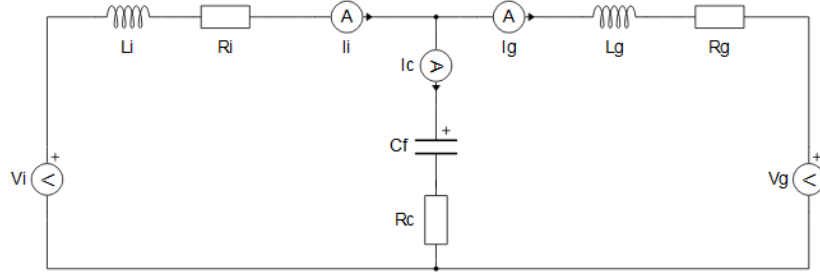 A
A
Li
Ri
Ii
Ig
Lg
Rg
Ic
A
+
Cf
+
+
Vi
V
Vg
V
Rc